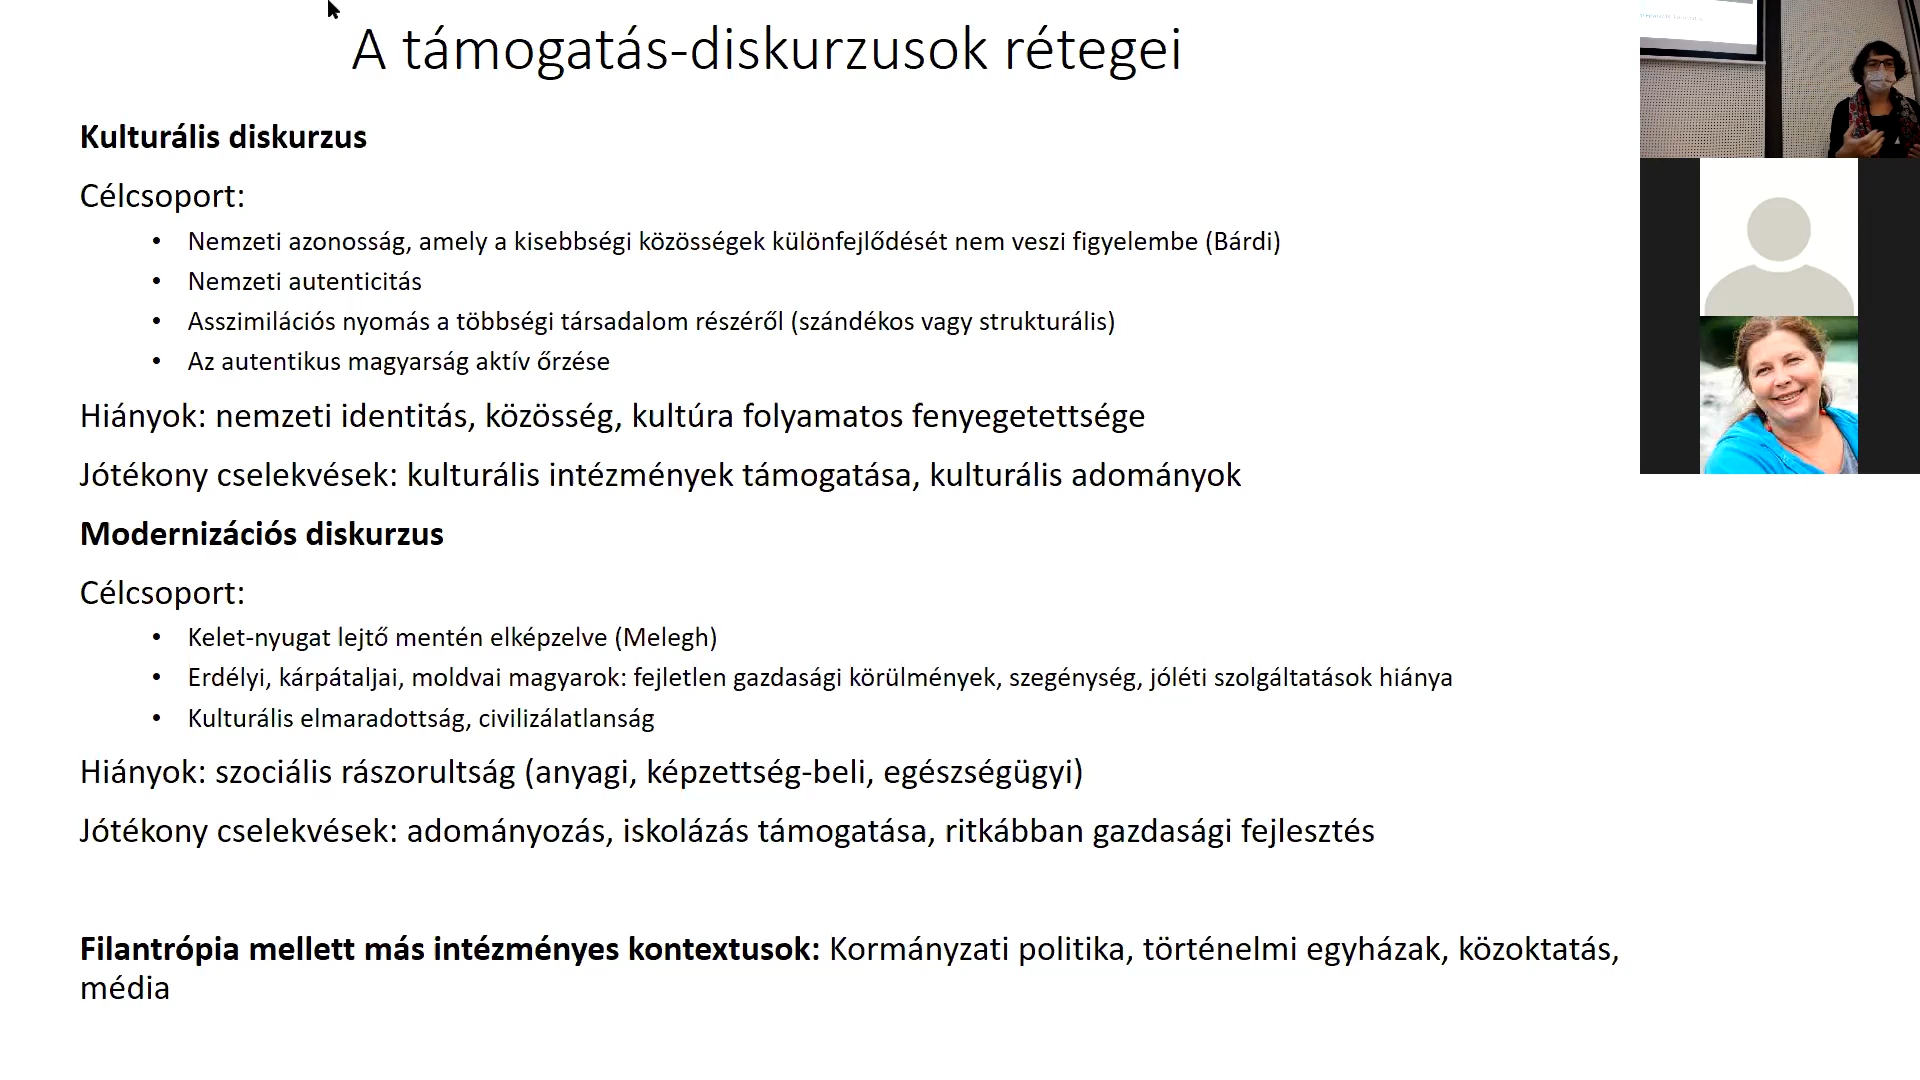 A támogatás-diskurzusok rétegei
Kulturális diskurzus
Célcsoport:
• Nemzeti azonosság, amely a kisebbségi közösségek különfejlődését nem veszi figyelembe (Bárdi)
• Nemzeti autenticitás
• Asszimilációs nyomás a többségi társadalom részéről (szándékos vagy strukturális)
• Az autentikus magyarság aktív őrzése
Hiányok: nemzeti identitás, közösség, kultúra folyamatos fenyegetettsége
Jótékony cselekvések: kulturális intézmények támogatása, kulturális adományok
Modernizációs diskurzus
Célcsoport:
• Kelet-nyugat lejtő mentén elképzelve (Melegh)
• Erdélyi, kárpátaljai, moldvai magyarok: fejletlen gazdasági körülmények, szegénység, jóléti szolgáltatások hiánya
• Kulturális elmaradottság, civilizálatlanság
Hiányok: szociális rászorultság (anyagi, képzettség-beli, egészségügyi)
Jótékony cselekvések: adományozás, iskolázás támogatása, ritkábban gazdasági fejlesztés
Filantrópia mellett más intézményes kontextusok: Kormányzati politika, történelmi egyházak, közoktatás,
média